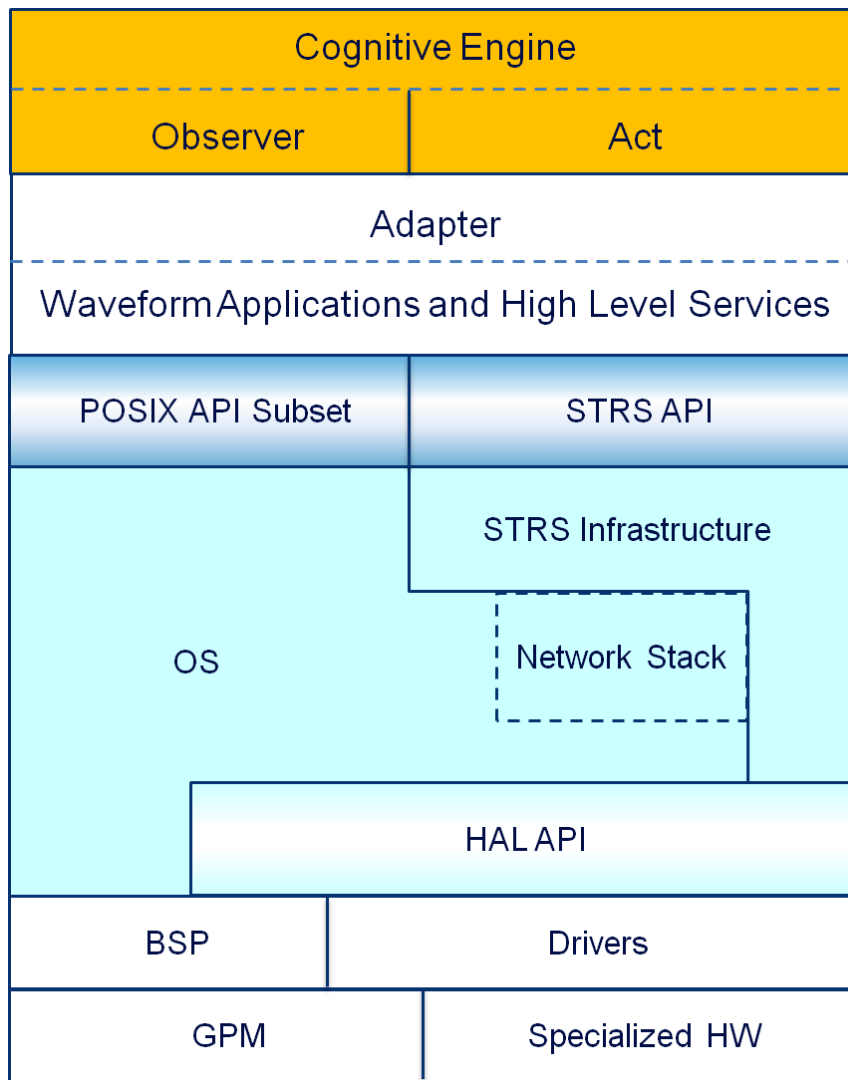 Cognitive Engine
Observer
Act
Adapter
Waveform Applications and High Level Services
POSIX API Subset
STRS API
STRS Infrastructure
OS
Network Stack
HAL API
BSP
Drivers
GPM
Specialized HW